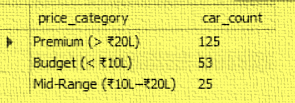 price_category car_count
Premium (> ₹20L) 125
Budget (< ₹10L) 53
Mid-Range (₹10L–₹20L) 25